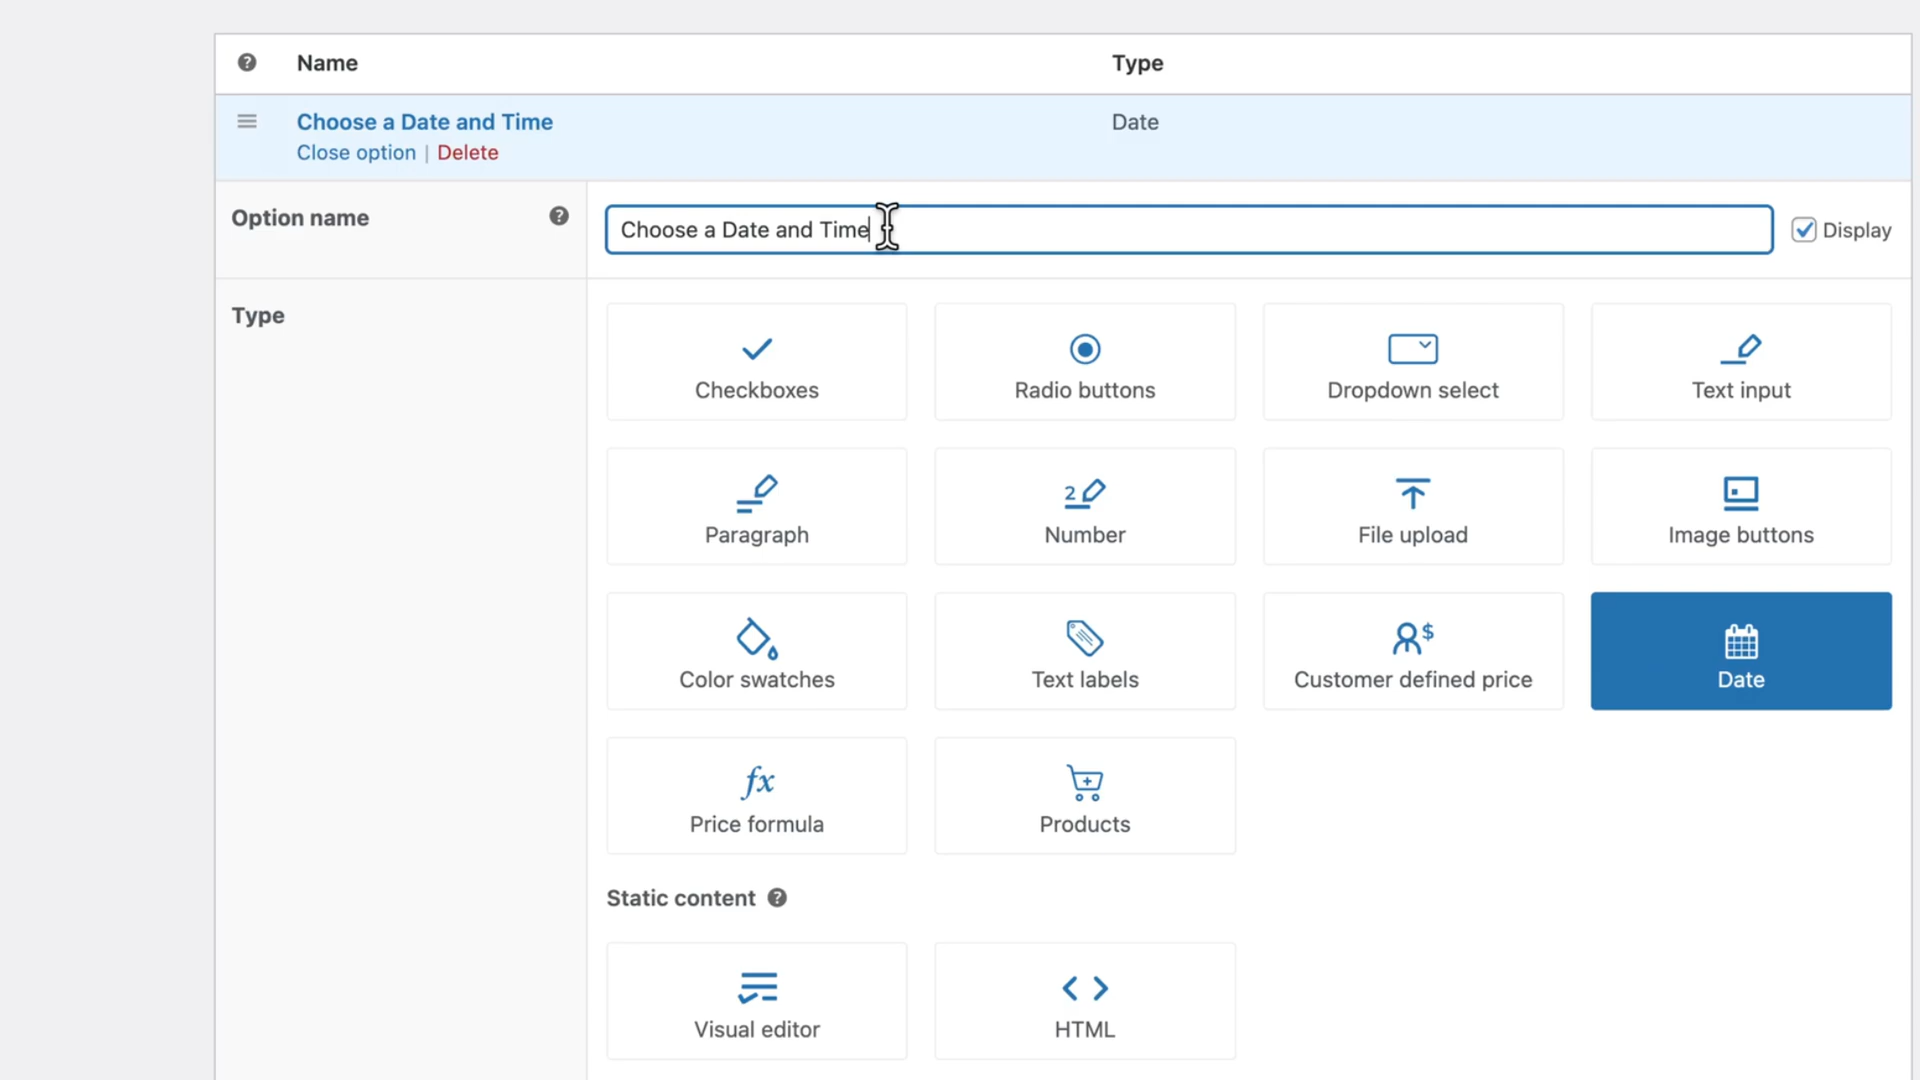 Name Type
Choose a Date and Time Date
Close option | Delete
Option name Choose a Date and Time Display
Type
Checkboxes Radio buttons Dropdown select Text input
Paragraph Number File upload Image buttons
Color swatches Text labels Customer defined price Date
Price formula Products
Static content
Visual editor HTML